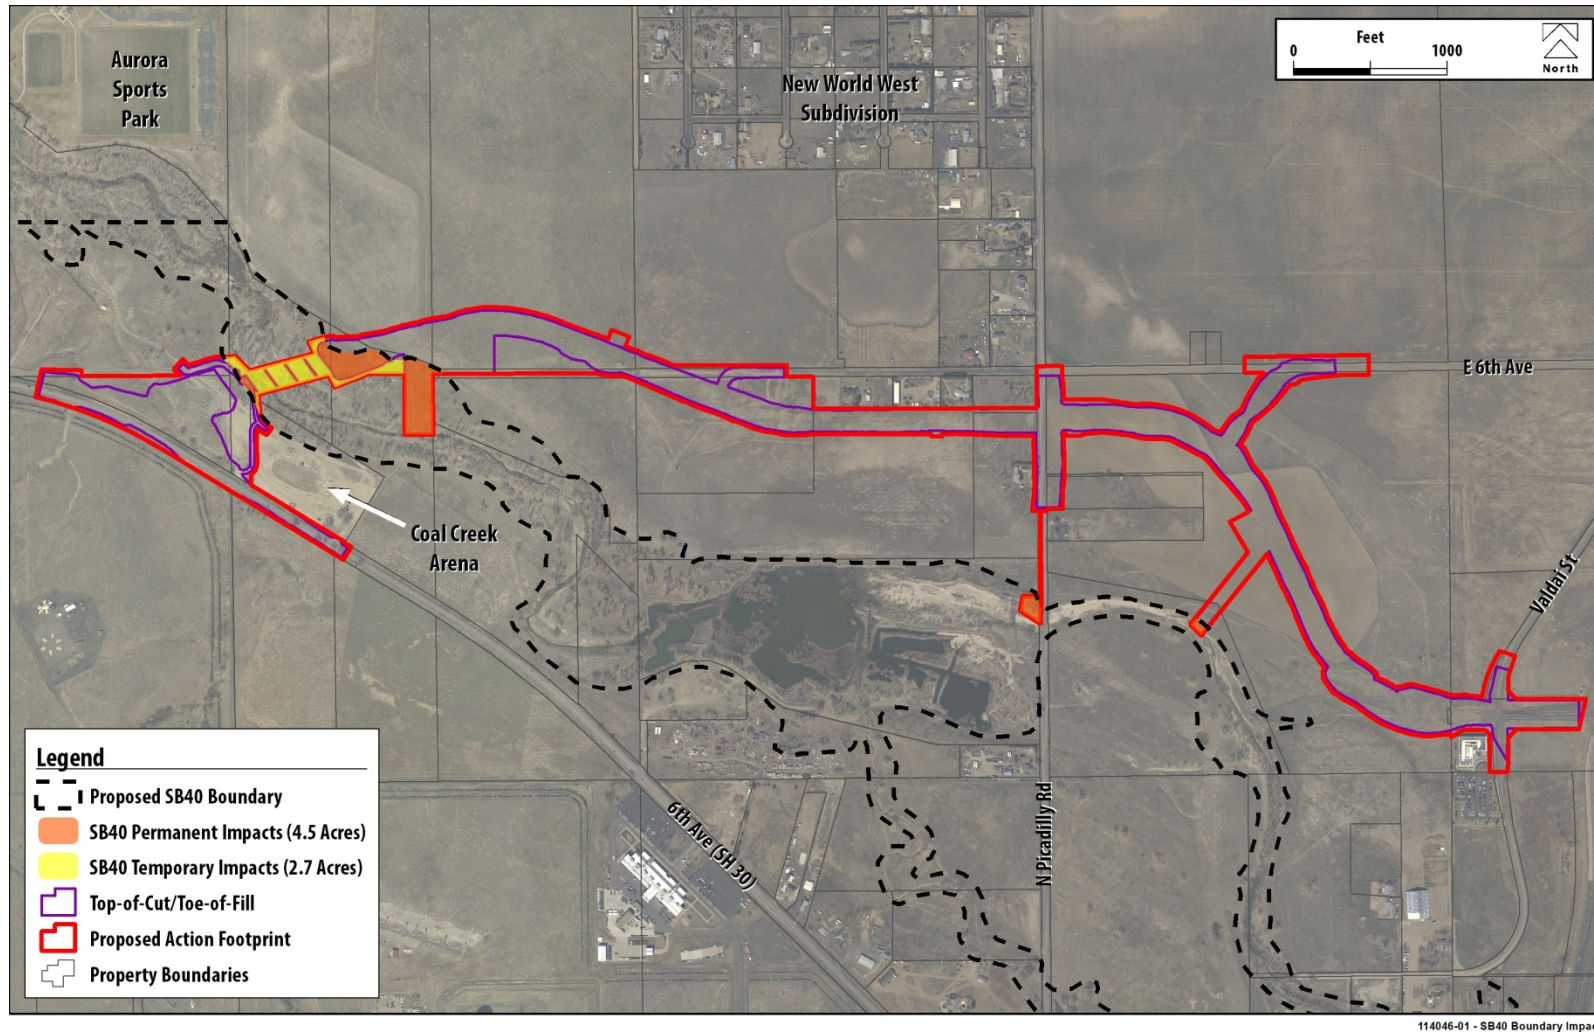 Aurora
Sports
Park
New World West
Subdivision
Feet
0 1000
North
E 6th Ave
Coal Creek
Arena
Valdai St
N Picadilly Rd
6th Ave (SH 30)
Legend
Proposed SB40 Boundary
SB40 Permanent Impacts (4.5 Acres)
SB40 Temporary Impacts (2.7 Acres)
Top-of-Cut/Toe-of-Fill
Proposed Action Footprint
Property Boundaries
114046-01 - SB40 Boundary Impac